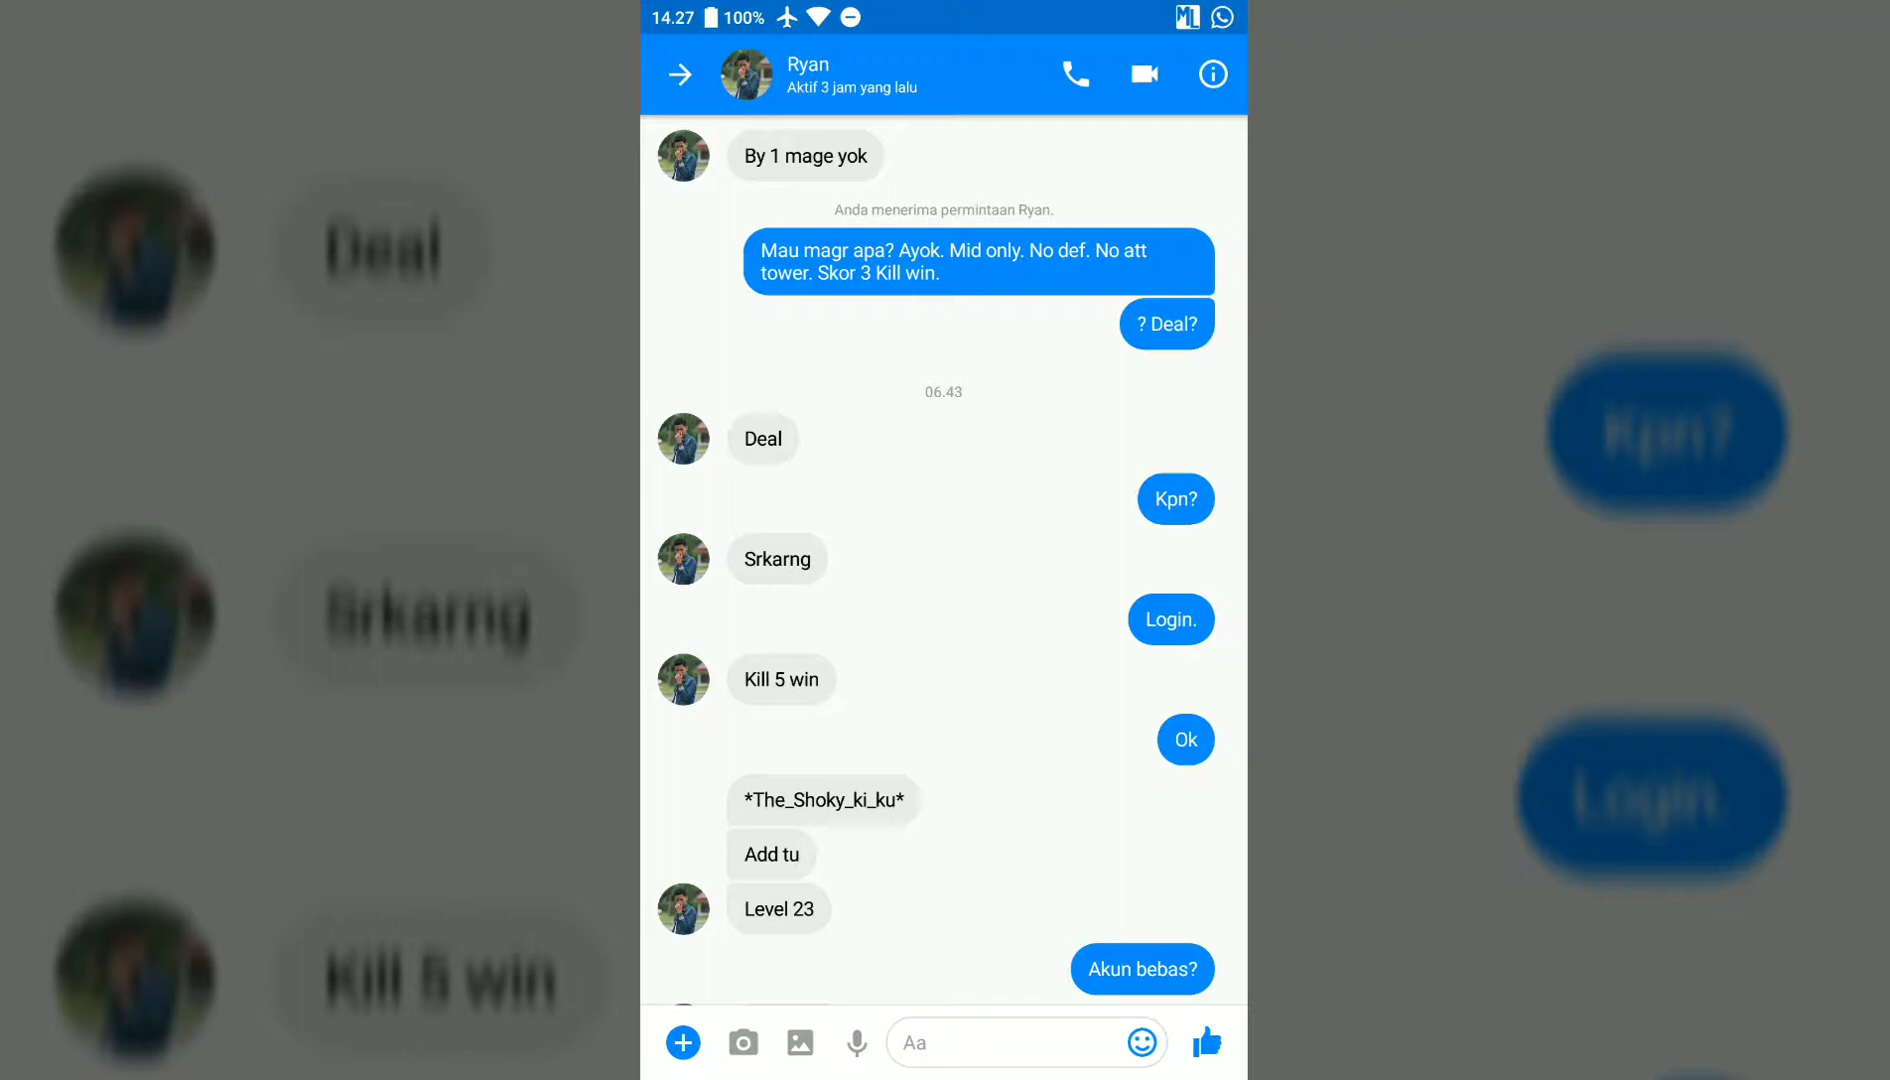 14.27 100%
ML
Ryan
Aktif 3 jam yang lalu
By 1 mage yok
Anda menerima permintaan Ryan.
Mau magr apa? Ayok. Mid only. No def. No att
tower. Skor 3 Kill win.
? Deal?
06.43
Deal
Kpn?
Srkarng
Login.
Kill 5 win
Ok
*The_Shoky_ki_ku*
Add tu
Level 23
Akun bebas?
Aa
Deal
Srkarng
Kill 5 win
Kpn?
Login.